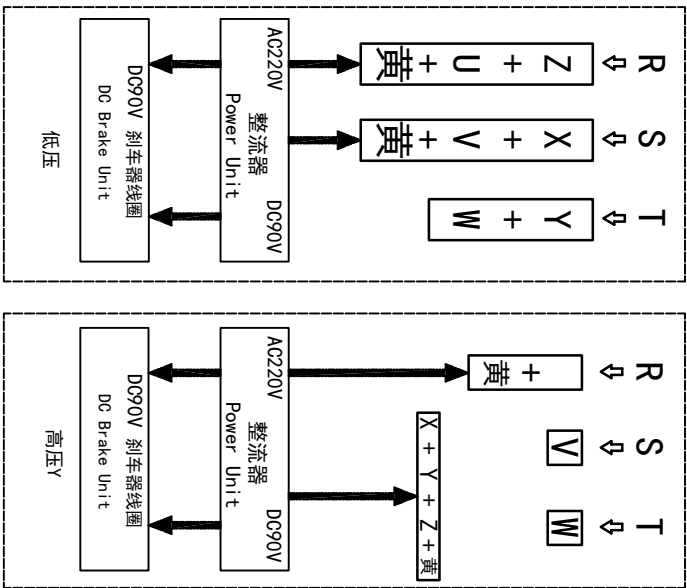 R S T
Z + U + 黄
X + V + 黄
Y + W
AC220V 整流器 DC90V
Power Unit
DC90V 刹车器线圈
DC Brake Unit
低压
R S T
+ 黄
V
W
X + Y + Z + 黄
AC220V 整流器 DC90V
Power Unit
DC90V 刹车器线圈
DC Brake Unit
高压Y